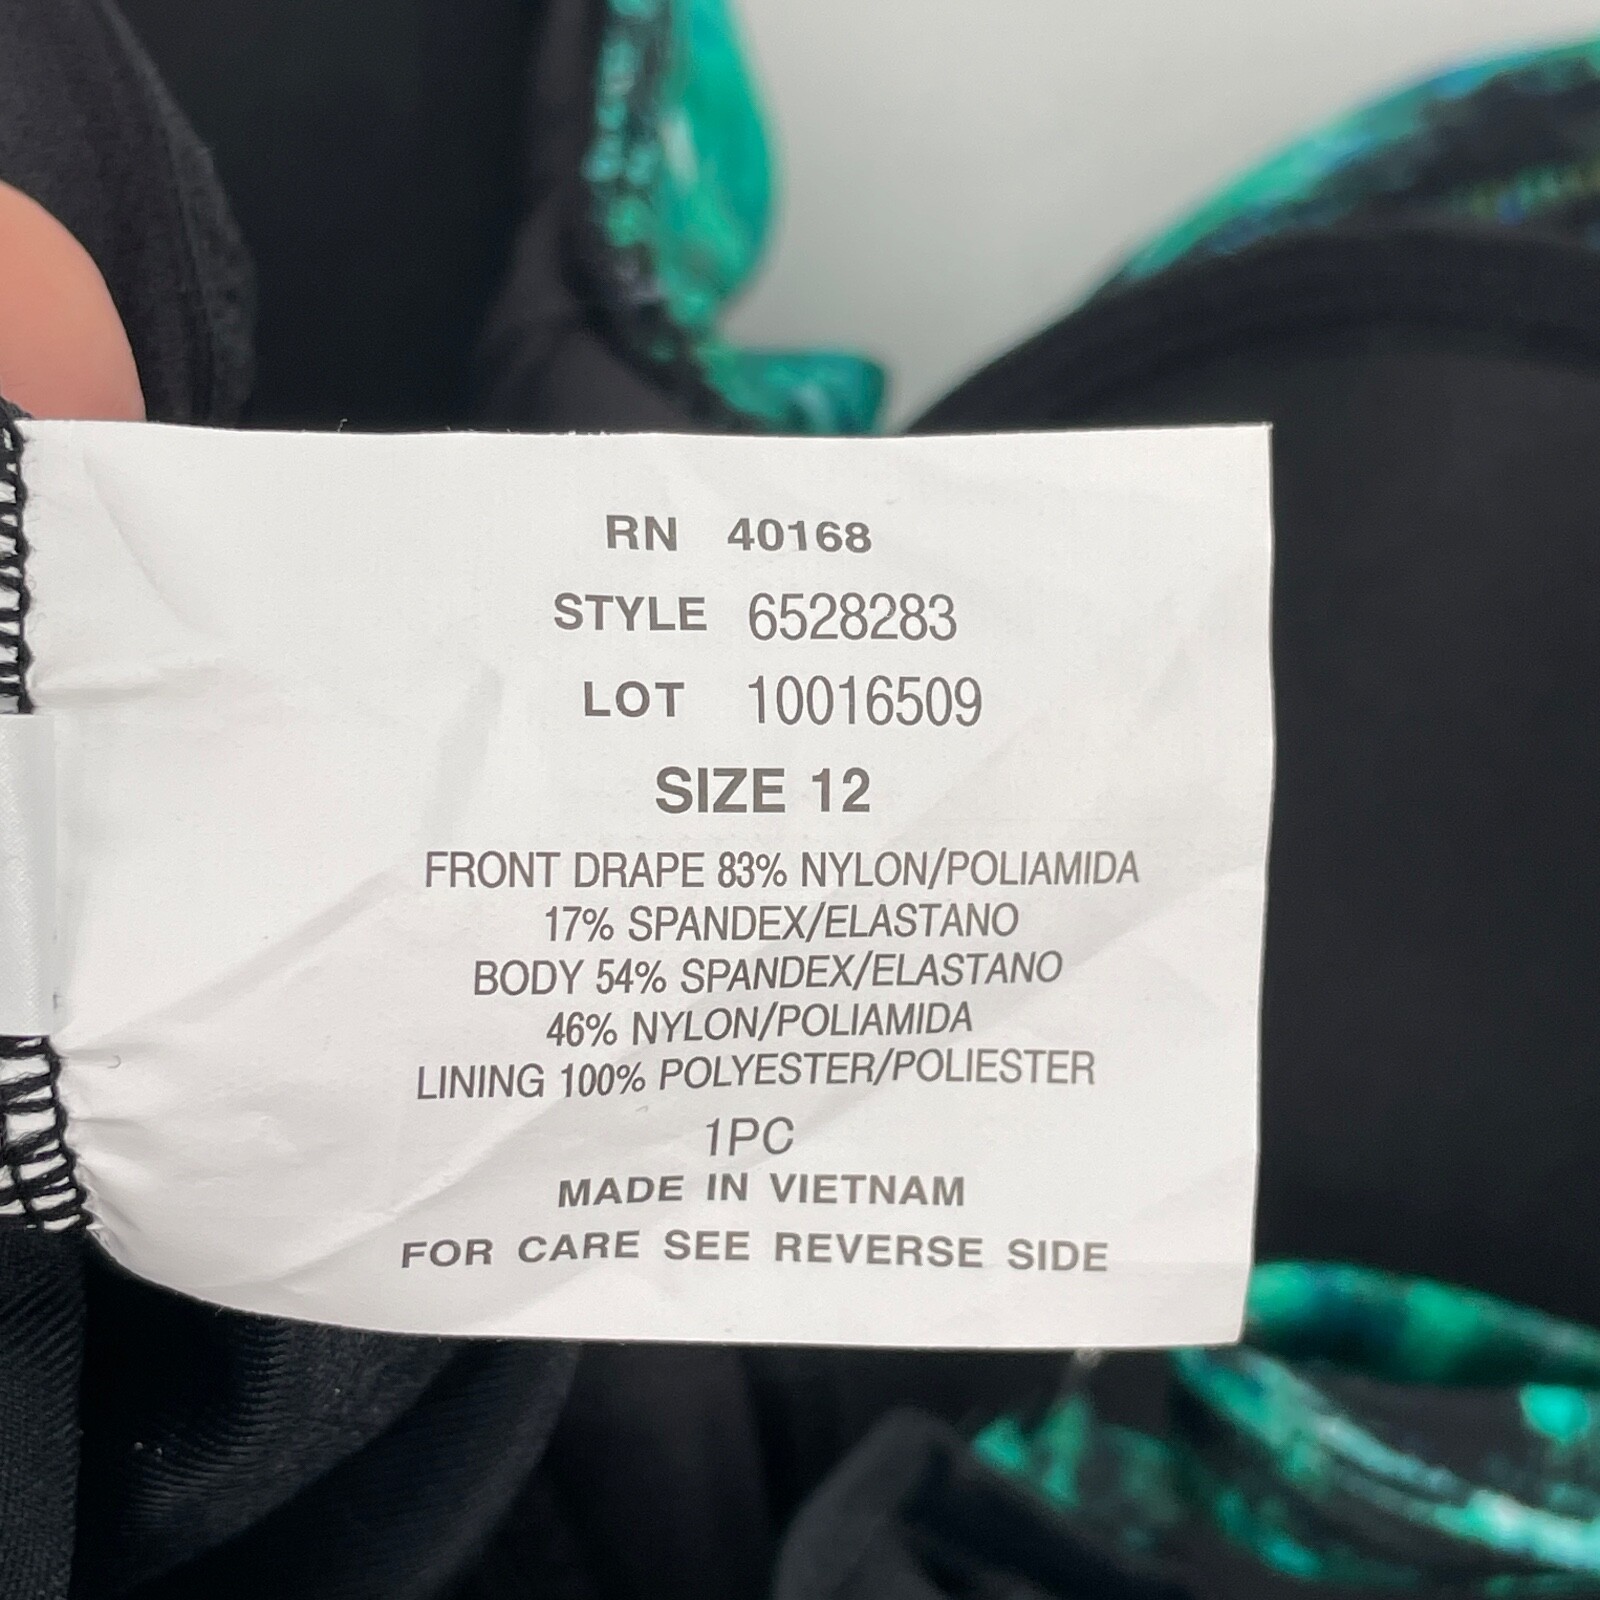 RN 40168
STYLE 6528283
LOT 10016509
SIZE 12
FRONT DRAPE 83% NYLON/POLIAMIDA
17% SPANDEX/ELASTANO
BODY 54% SPANDEX/ELASTANO
46% NYLON/POLIAMIDA
LINING 100% POLYESTER/POLIESTER
1PC
MADE IN VIETNAM
FOR CARE SEE REVERSE SIDE